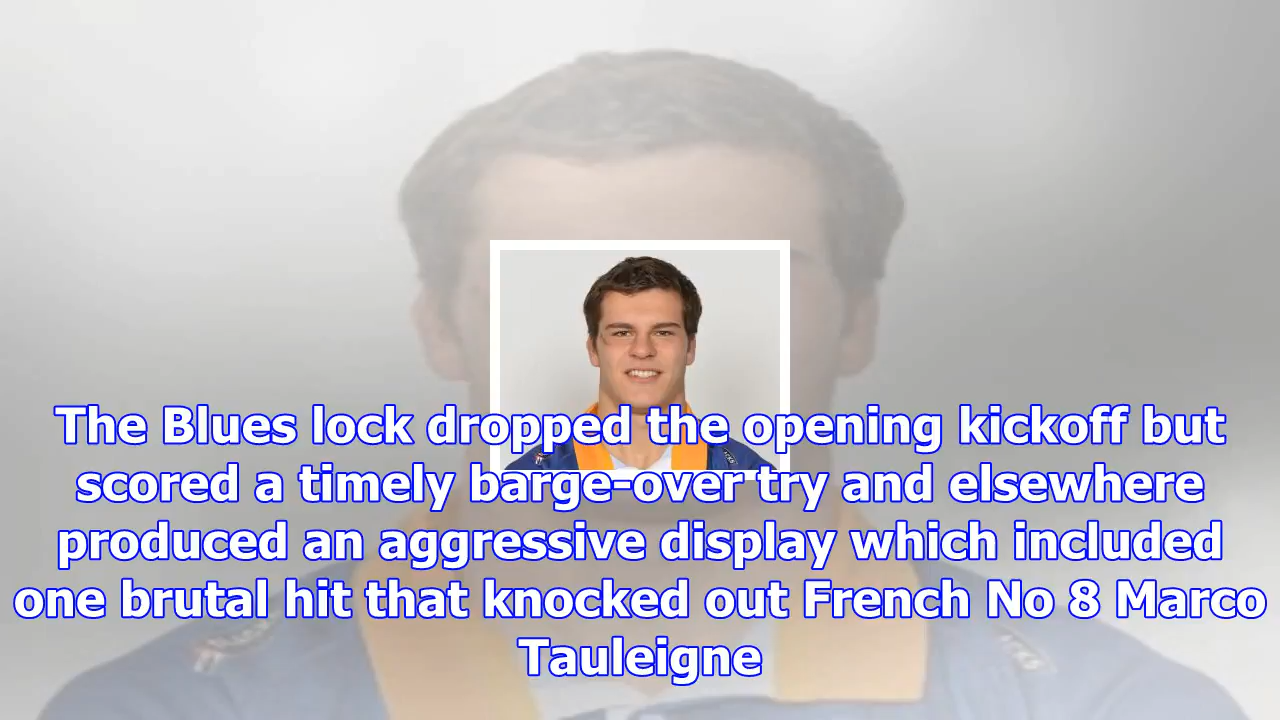 The Blues lock dropped the opening kickoff but
scored a timely barge-over try and elsewhere
produced an aggressive display which included
one brutal hit that knocked out French No 8 Marco
Tauleigne